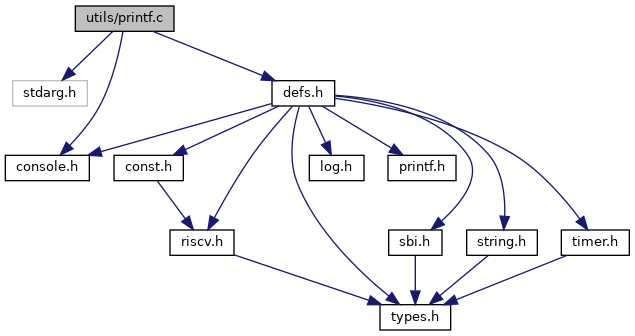 utils/printf.c
stdarg.h
defs.h
console.h
const.h
log.h
printf.h
riscv.h
sbi.h
string.h
timer.h
types.h